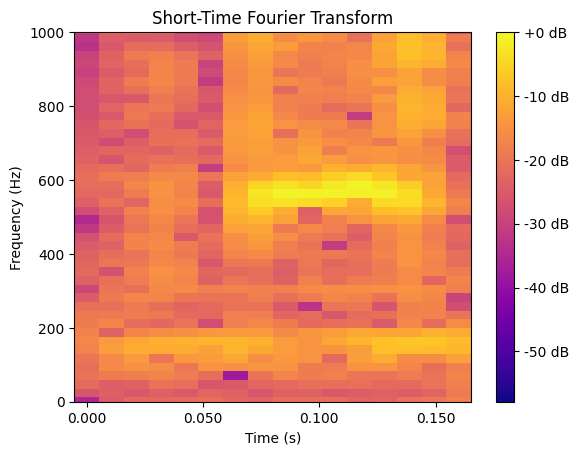 Short-Time Fourier Transform
1000
800
600
400
200
0
Frequency (Hz)
0.000
0.050
0.100
0.150
Time (s)
+0 dB
-10 dB
-20 dB
-30 dB
-40 dB
-50 dB